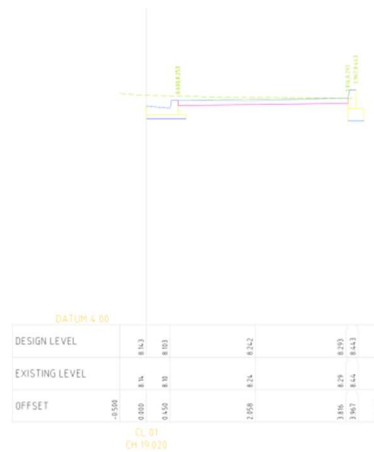 DATUM 4.00
DESIGN LEVEL 8.143 8.103 8.242 8.293 8.443
EXISTING LEVEL 8.14 8.10 8.24 8.29 8.44
OFFSET -0.500 0.000 0.450 2.058 3.816 3.967
CL 01
CH 19.020